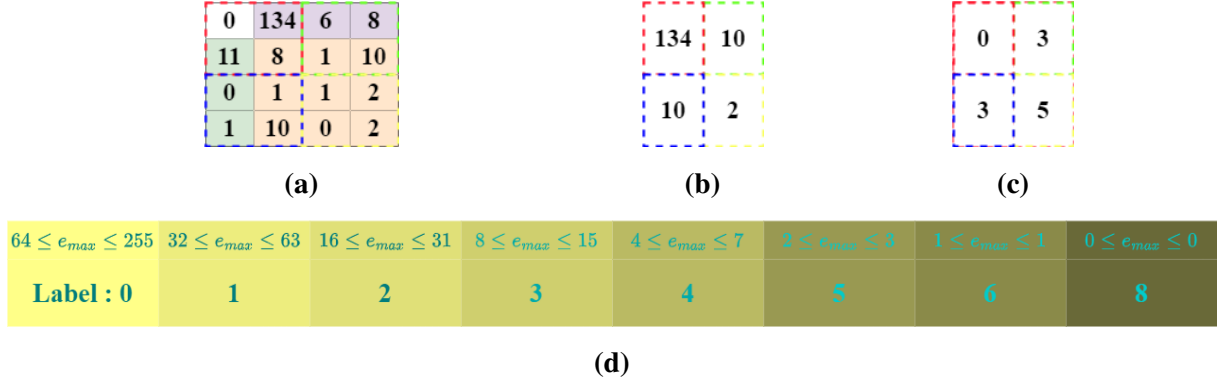 0 134 6 8
11 8 1 10
0 1 1 2
1 10 0 2
(a)
134 10
10 2
(b)
0 3
3 5
(c)
64 ≤ e_max ≤ 255 32 ≤ e_max ≤ 63 16 ≤ e_max ≤ 31 8 ≤ e_max ≤ 15 4 ≤ e_max ≤ 7 2 ≤ e_max ≤ 3 1 ≤ e_max ≤ 1 0 ≤ e_max ≤ 0
Label : 0 1 2 3 4 5 6 8
(d)